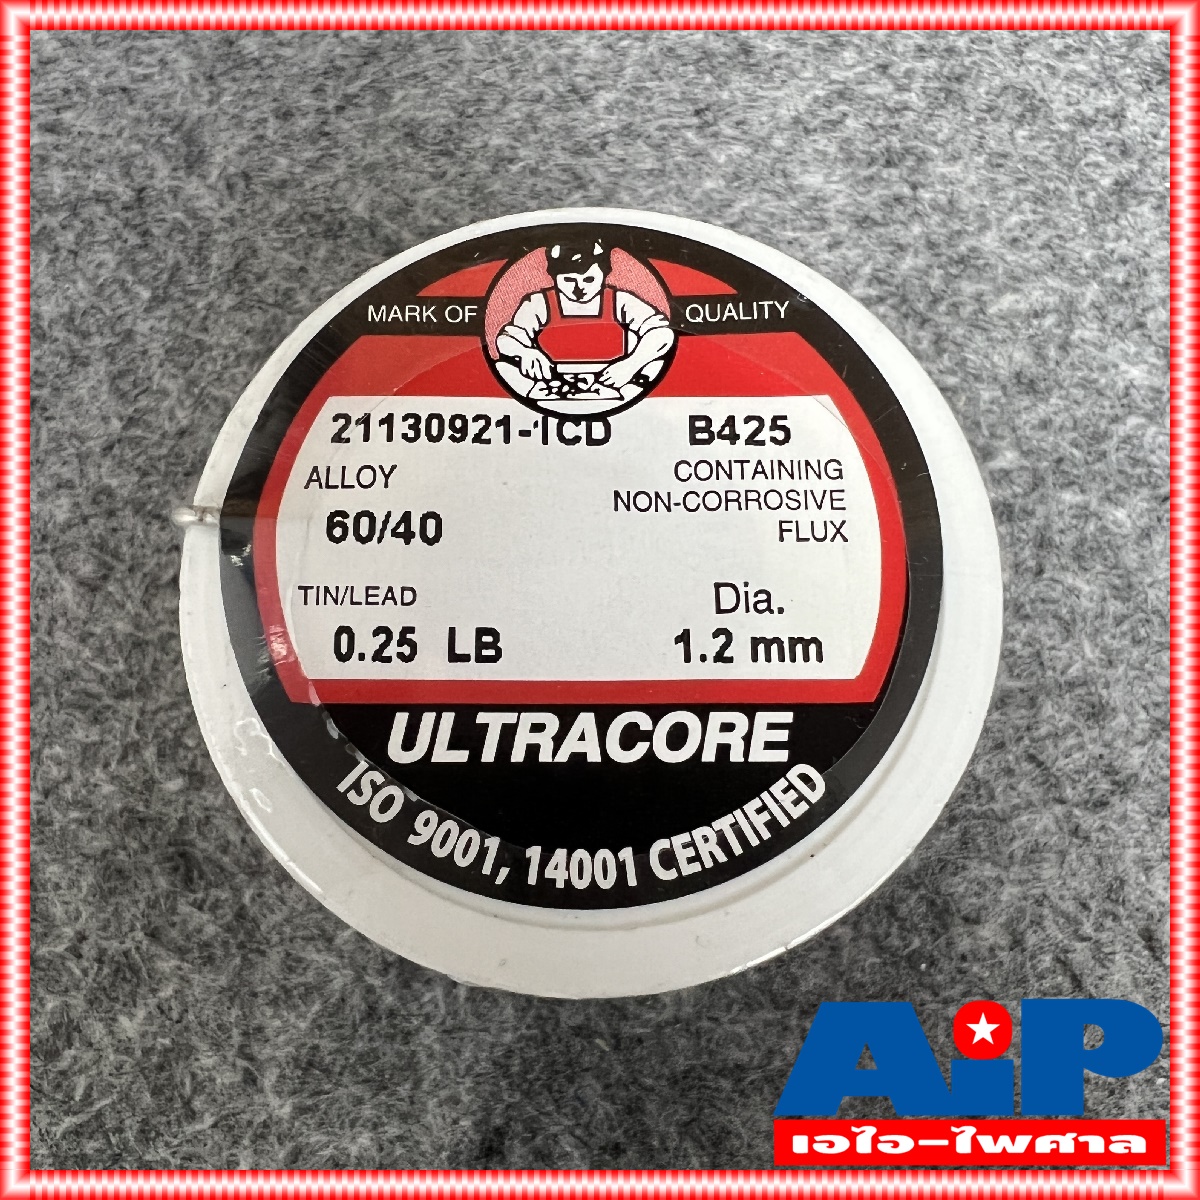 MARK OF QUALITY
21130921-1CD B425
ALLOY
CONTAINING
NON-CORROSIVE
FLUX
60/40
TIN/LEAD
0.25 LB
Dia.
1.2 mm
ULTRACORE
ISO 9001, 14001 CERTIFIED
AiP
เอไอ-ไพศาล